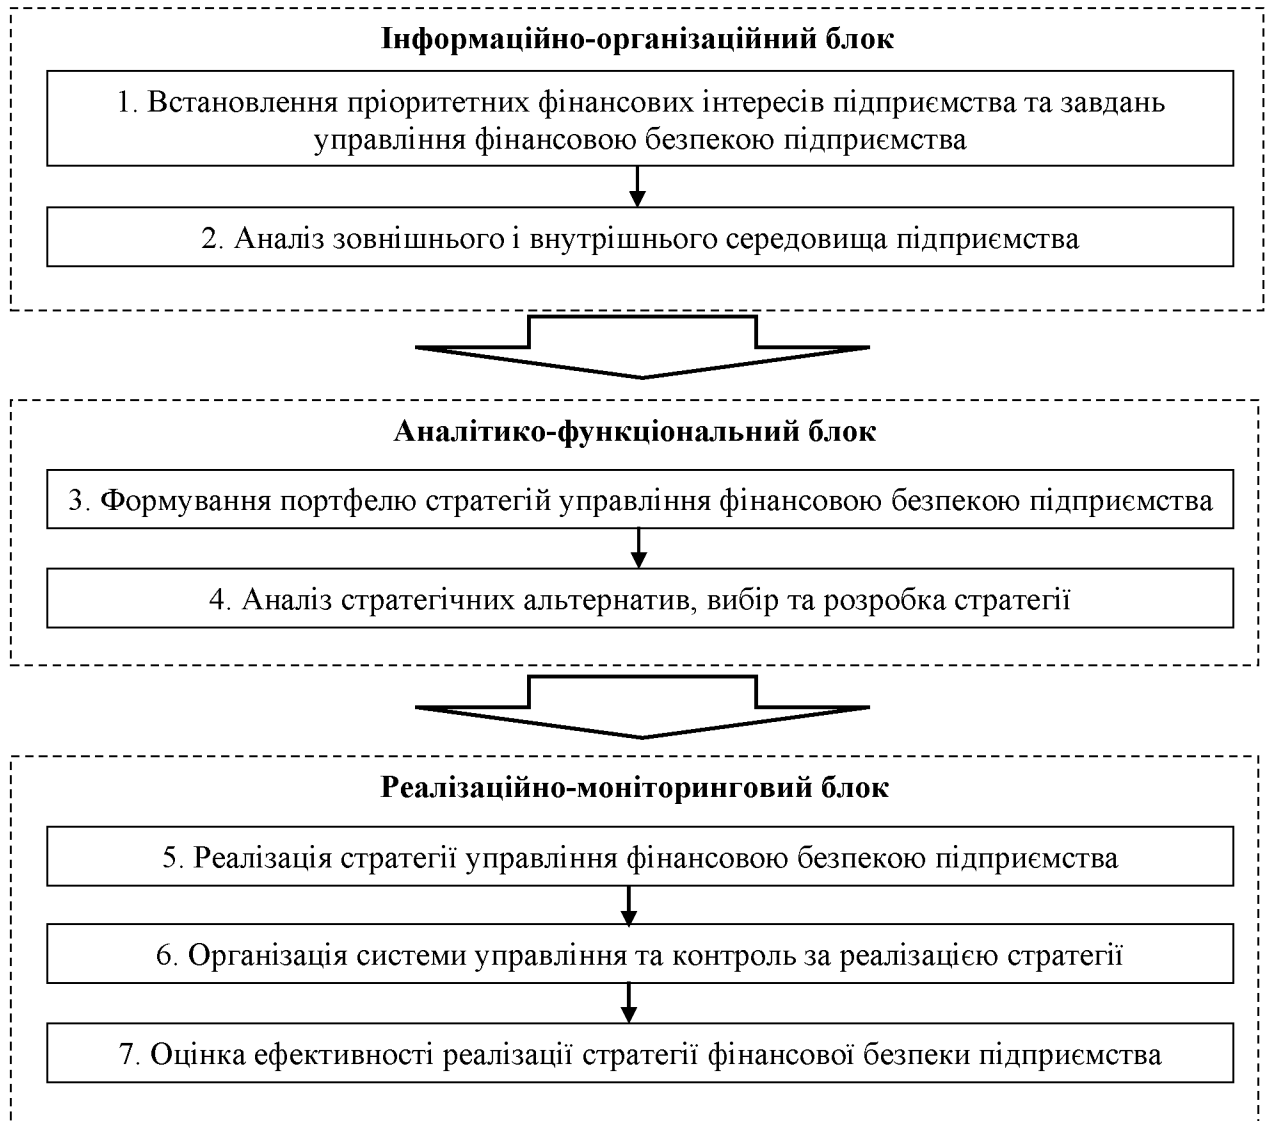 Інформаційно-організаційний блок
1. Встановлення пріоритетних фінансових інтересів підприємства та завдань
управління фінансовою безпекою підприємства
2. Аналіз зовнішнього і внутрішнього середовища підприємства
Аналітико-функціональний блок
3. Формування портфелю стратегій управління фінансовою безпекою підприємства
4. Аналіз стратегічних альтернатив, вибір та розробка стратегії
Реалізаційно-моніторинговий блок
5. Реалізація стратегії управління фінансовою безпекою підприємства
6. Організація системи управління та контроль за реалізацією стратегії
7. Оцінка ефективності реалізації стратегії фінансової безпеки підприємства